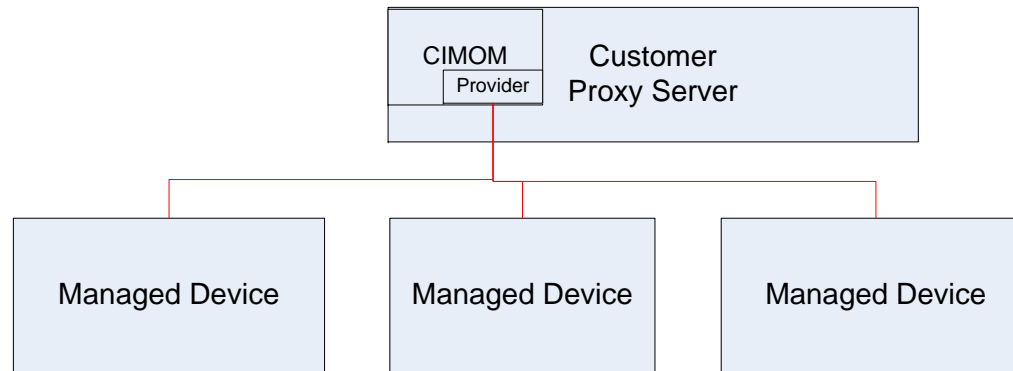 CIMOM
Provider
Customer
Proxy Server
Managed Device
Managed Device
Managed Device